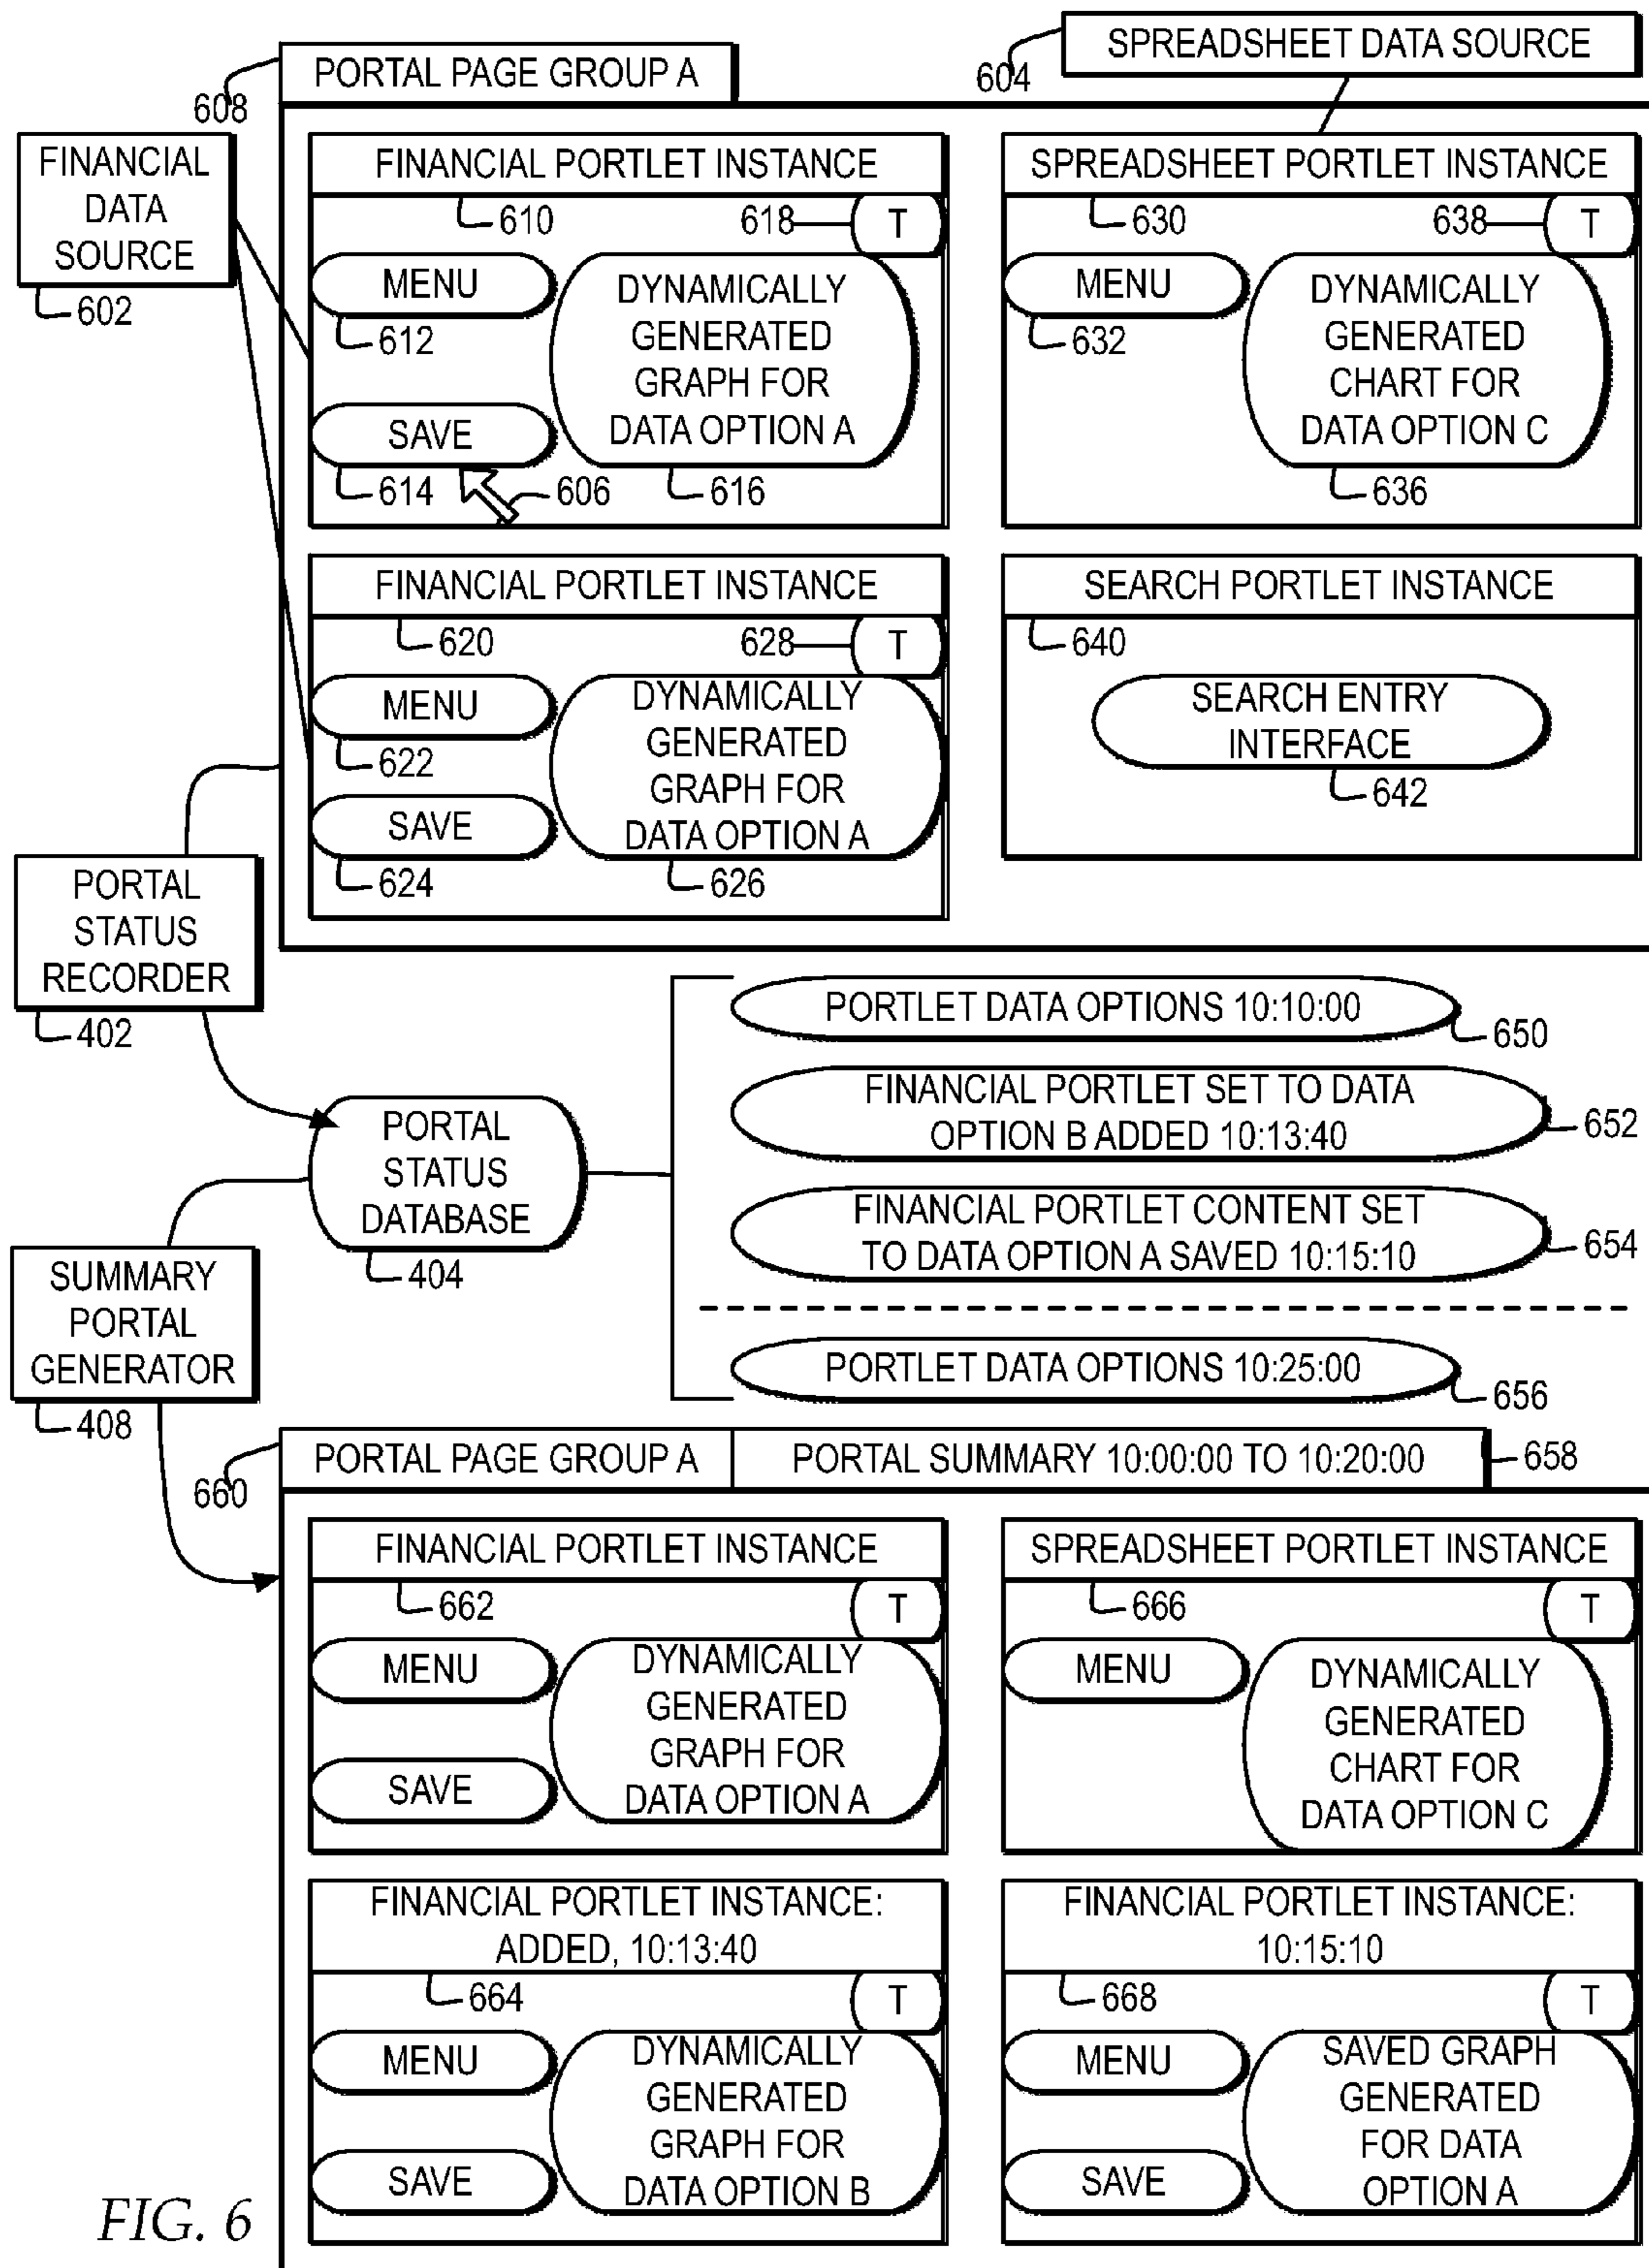 604
SPREADSHEET DATA SOURCE
608
PORTAL PAGE GROUP A
FINANCIAL
DATA
SOURCE
602
FINANCIAL PORTLET INSTANCE
610
618
T
MENU
612
SAVE
614
606
DYNAMICALLY
GENERATED
GRAPH FOR
DATA OPTION A
616
SPREADSHEET PORTLET INSTANCE
630
638
T
MENU
632
DYNAMICALLY
GENERATED
CHART FOR
DATA OPTION C
636
FINANCIAL PORTLET INSTANCE
620
628
T
MENU
622
SAVE
624
DYNAMICALLY
GENERATED
GRAPH FOR
DATA OPTION A
626
SEARCH PORTLET INSTANCE
640
SEARCH ENTRY
INTERFACE
642
PORTAL
STATUS
RECORDER
402
PORTAL
STATUS
DATABASE
404
PORTLET DATA OPTIONS 10:10:00
650
FINANCIAL PORTLET SET TO DATA
OPTION B ADDED 10:13:40
652
FINANCIAL PORTLET CONTENT SET
TO DATA OPTION A SAVED 10:15:10
654
PORTLET DATA OPTIONS 10:25:00
656
SUMMARY
PORTAL
GENERATOR
408
660
PORTAL PAGE GROUP A
PORTAL SUMMARY 10:00:00 TO 10:20:00
658
FINANCIAL PORTLET INSTANCE
662
T
MENU
SAVE
DYNAMICALLY
GENERATED
GRAPH FOR
DATA OPTION A
SPREADSHEET PORTLET INSTANCE
666
T
MENU
DYNAMICALLY
GENERATED
CHART FOR
DATA OPTION C
FINANCIAL PORTLET INSTANCE:
ADDED, 10:13:40
664
T
MENU
SAVE
DYNAMICALLY
GENERATED
GRAPH FOR
DATA OPTION B
FINANCIAL PORTLET INSTANCE:
10:15:10
668
T
MENU
SAVE
SAVED GRAPH
GENERATED
FOR DATA
OPTION A
FIG. 6